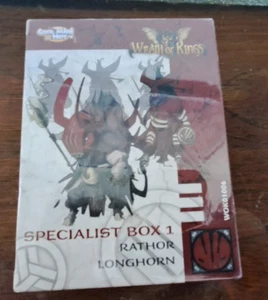 WRATH OF KINGS
SPECIALIST BOX 1
RATHOR
LONGHORN